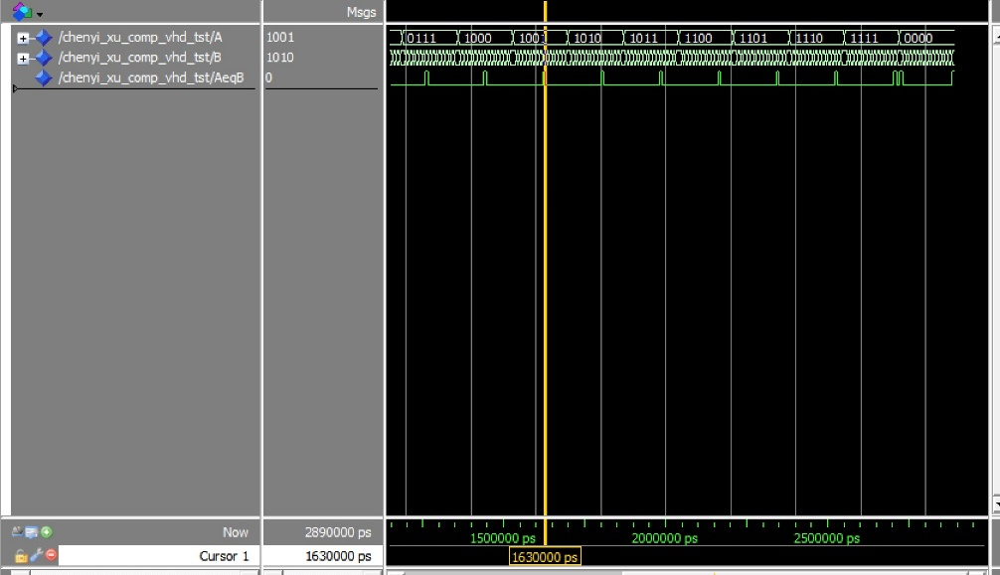 Msgs
/chenyi_xu_comp_vhd_tst/A 1001 0111 1000 1001 1010 1011 1100 1101 1110 1111 0000
/chenyi_xu_comp_vhd_tst/B 1010
/chenyi_xu_comp_vhd_tst/AeqB 0
Now 2890000 ps 1500000 ps 2000000 ps 2500000 ps
Cursor 1 1630000 ps 1630000 ps